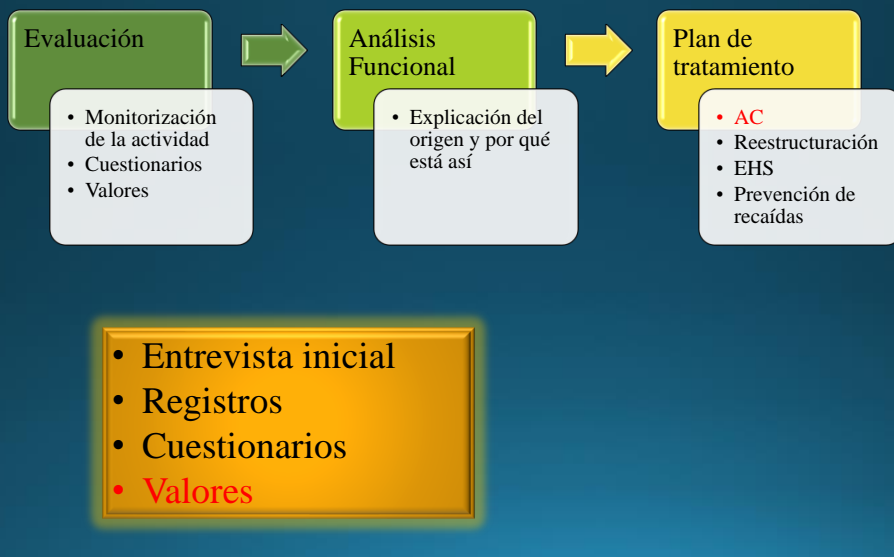 Evaluación
• Monitorización
de la actividad
• Cuestionarios
• Valores
Análisis
Funcional
• Explicación del
origen y por qué
está así
Plan de
tratamiento
• AC
• Reestructuración
• EHS
• Prevención de
recaídas
• Entrevista inicial
• Registros
• Cuestionarios
• Valores